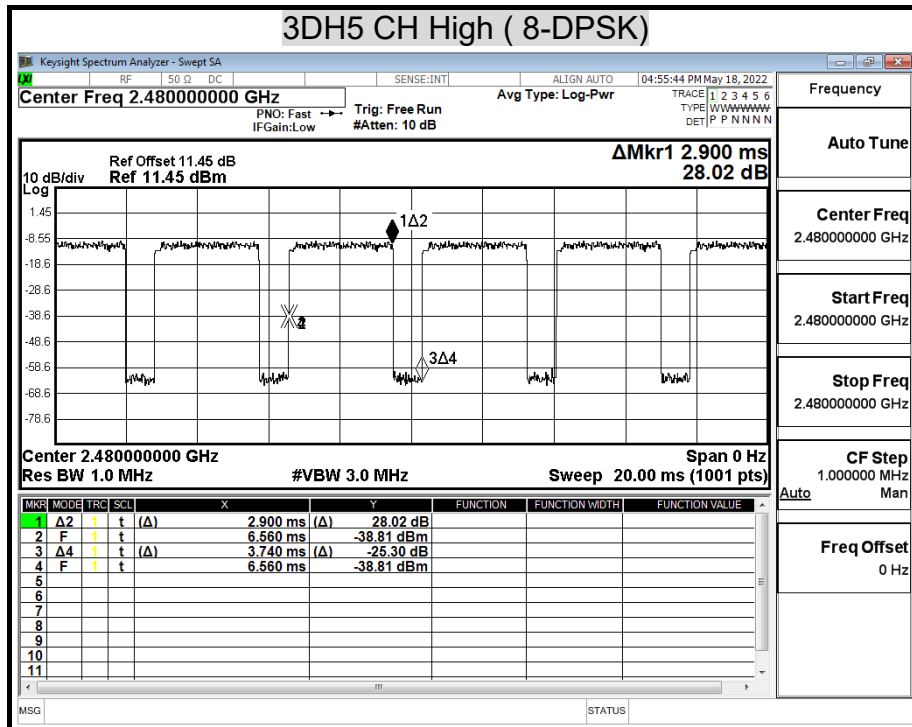 3DH5 CH High ( 8-DPSK)
Keysight Spectrum Analyzer - Swept SA
LXI RF 50 Ω DC SENSE:INT ALIGN AUTO 04:55:44 PM May 18, 2022
Center Freq 2.480000000 GHz
PNO: Fast
IFGain:Low
Trig: Free Run
#Atten: 10 dB
Avg Type: Log-Pwr
TRACE 1 2 3 4 5 6
TYPE WWWWWW
DET P P N N N N
ΔMkr1 2.900 ms
28.02 dB
Ref Offset 11.45 dB
10 dB/div Ref 11.45 dBm
Log
1.45
-8.55
-18.6
-28.6
-38.6
-48.6
-58.6
-68.6
-78.6
1Δ2
3Δ4
Center 2.480000000 GHz Span 0 Hz
Res BW 1.0 MHz #VBW 3.0 MHz Sweep 20.00 ms (1001 pts)
MKR MODE TRC SCL X Y FUNCTION FUNCTION WIDTH FUNCTION VALUE
1 Δ2 1 t (Δ) 2.900 ms (Δ) 28.02 dB
2 F 1 t 6.560 ms -38.81 dBm
3 Δ4 1 t (Δ) 3.740 ms (Δ) -25.30 dB
4 F 1 t 6.560 ms -38.81 dBm
5
6
7
8
9
10
11
MSG STATUS
Frequency
Auto Tune
Center Freq
2.480000000 GHz
Start Freq
2.480000000 GHz
Stop Freq
2.480000000 GHz
CF Step
1.000000 MHz
Auto Man
Freq Offset
0 Hz